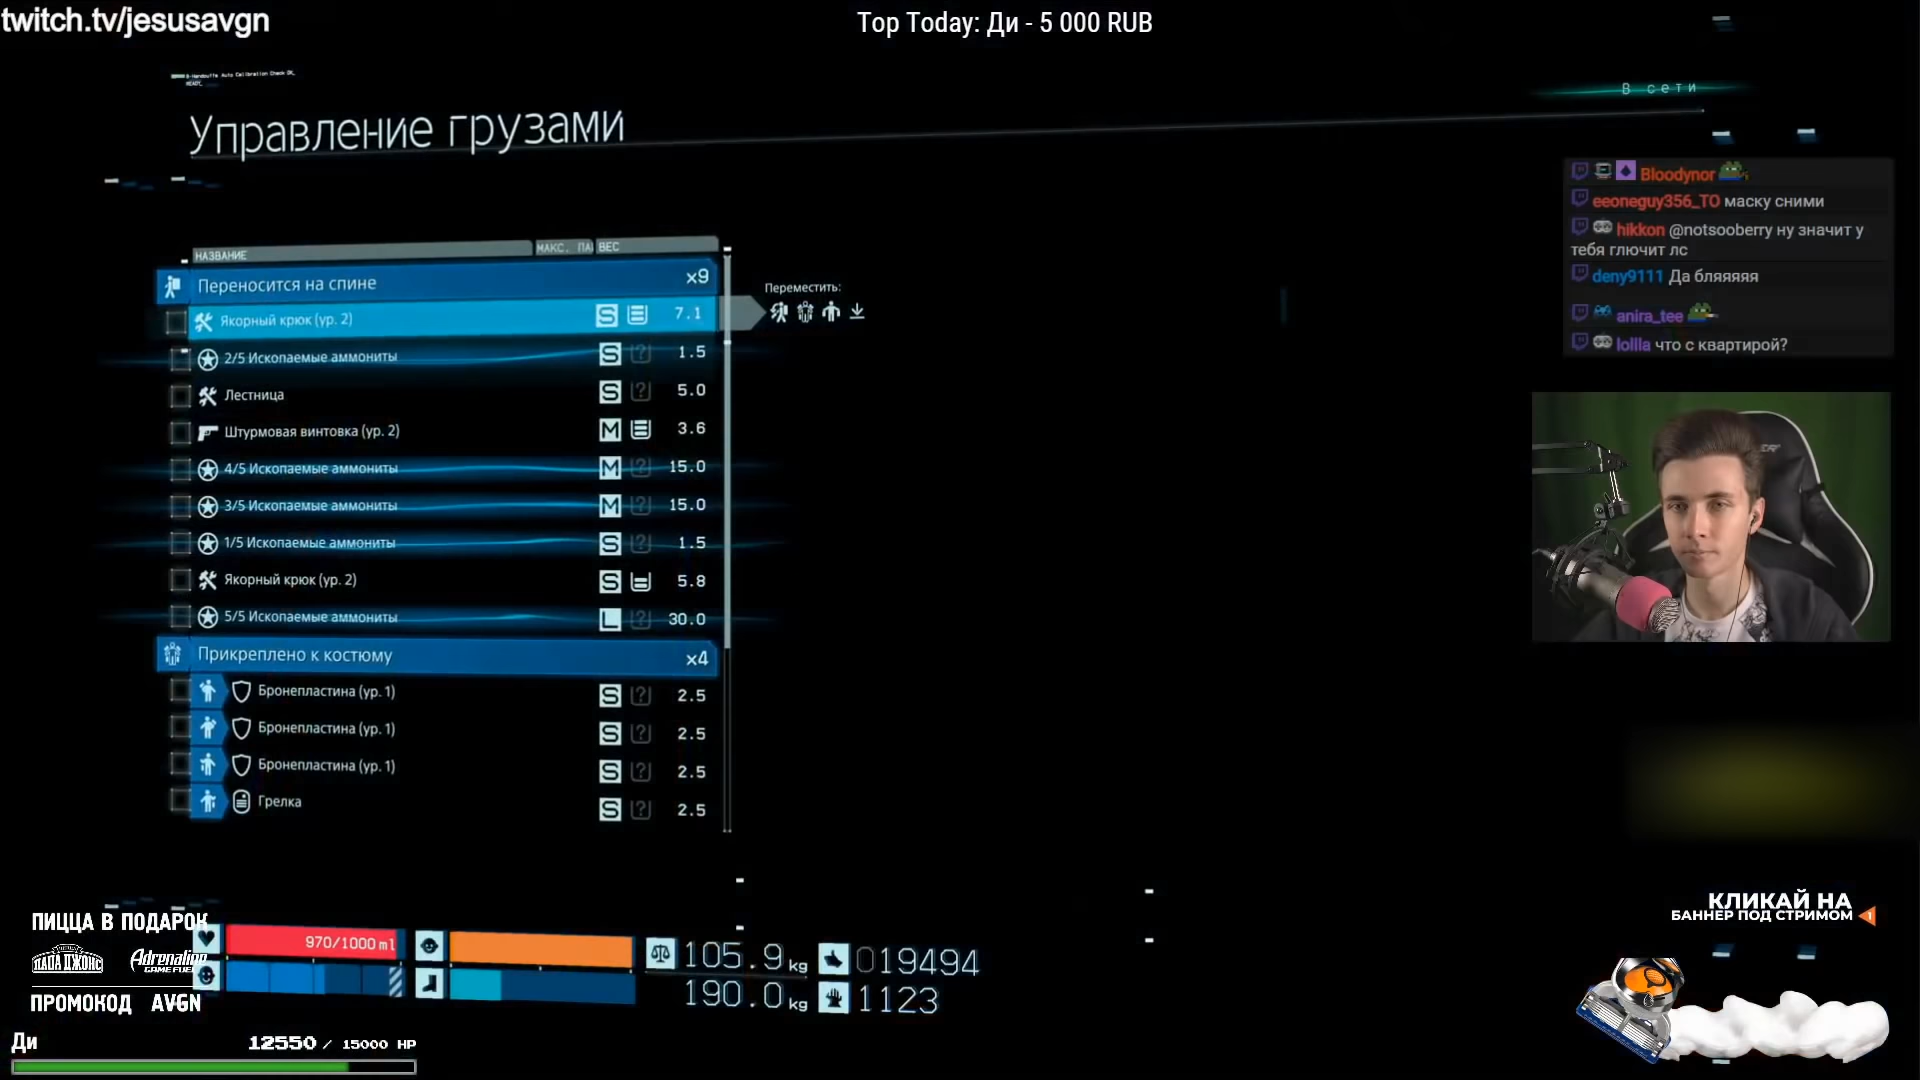 twitch.tv/jesusavgn
Top Today: Ди - 5 000 RUB
В сети
Управление грузами
НАЗВАНИЕ МАКС. ПА ВЕС
Переносится на спине x9
Якорный крюк (ур. 2) S 7.1
Переместить:
2/5 Ископаемые аммониты S 1.5
Лестница S 5.0
Штурмовая винтовка (ур. 2) M 3.6
4/5 Ископаемые аммониты M 15.0
3/5 Ископаемые аммониты M 15.0
1/5 Ископаемые аммониты S 1.5
Якорный крюк (ур. 2) S 5.8
5/5 Ископаемые аммониты L 30.0
Прикреплено к костюму x4
Бронепластина (ур. 1) S 2.5
Бронепластина (ур. 1) S 2.5
Бронепластина (ур. 1) S 2.5
Грелка S 2.5
Bloodynor
eeoneguy356_TO маску сними
hikkon @notsooberry ну значит у
тебя глючит лс
deny9111 Да бляяяяя
anira_tee
lollla что с квартирой?
ПИЦЦА В ПОДАРОК
ПАПА ДЖОНС Adrenaline
GAME FUEL
ПРОМОКОД AVGN
970/1000 ml
105.9 kg 019494
190.0 kg 1123
Ди 12550 / 15000 HP
КЛИКАЙ НА
БАННЕР ПОД СТРИМОМ